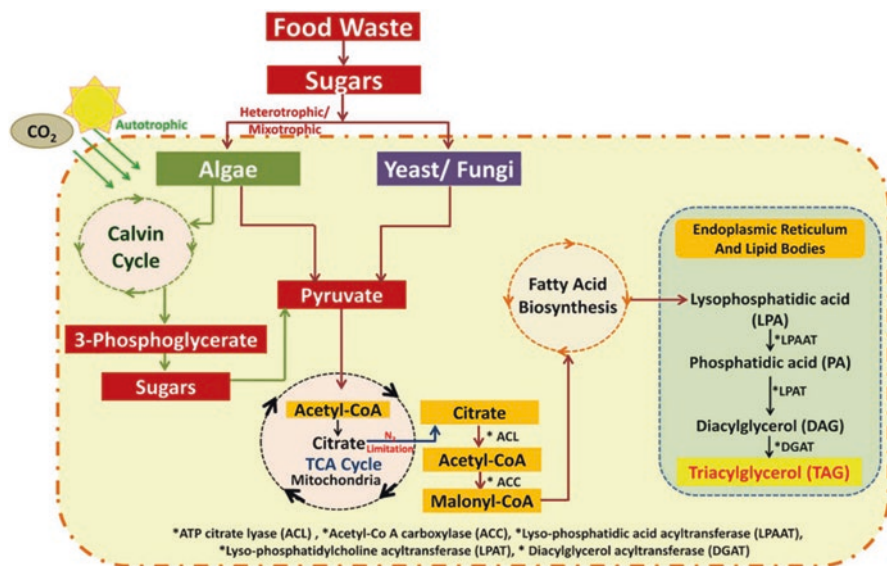 Food Waste
Sugars
Heterotrophic/
Mixotrophic
CO2
Autotrophic
Algae
Yeast/ Fungi
Calvin
Cycle
3-Phosphoglycerate
Sugars
Pyruvate
Acetyl-CoA
Citrate
N2
Limitation
TCA Cycle
Mitochondria
Citrate
* ACL
Acetyl-CoA
* ACC
Malonyl-CoA
Fatty Acid
Biosynthesis
Endoplasmic Reticulum
And Lipid Bodies
Lysophosphatidic acid
(LPA)
*LPAAT
Phosphatidic acid (PA)
*LPAT
Diacylglycerol (DAG)
*DGAT
Triacylglycerol (TAG)
*ATP citrate lyase (ACL) , *Acetyl-Co A carboxylase (ACC), *Lyso-phosphatidic acid acyltransferase (LPAAT),
*Lyso-phosphatidylcholine acyltransferase (LPAT), * Diacylglycerol acyltransferase (DGAT)